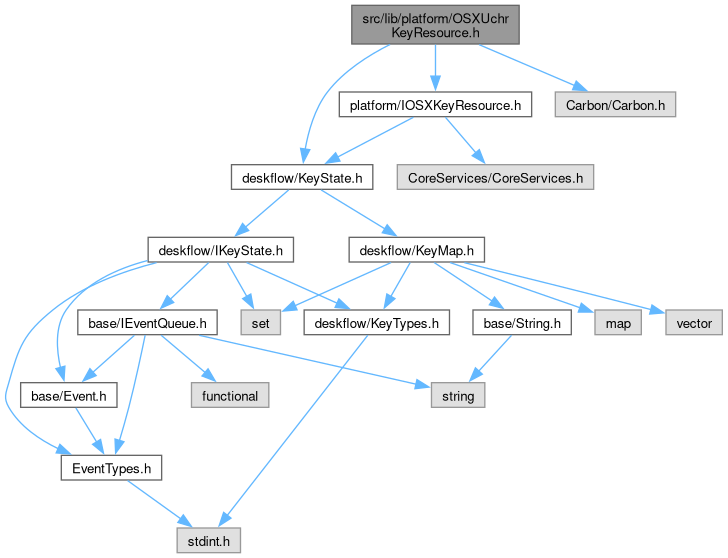 src/lib/platform/OSXUchr
KeyResource.h
platform/IOSXKeyResource.h
Carbon/Carbon.h
deskflow/KeyState.h
CoreServices/CoreServices.h
deskflow/IKeyState.h
deskflow/KeyMap.h
base/IEventQueue.h
set
deskflow/KeyTypes.h
base/String.h
map
vector
base/Event.h
functional
string
EventTypes.h
stdint.h